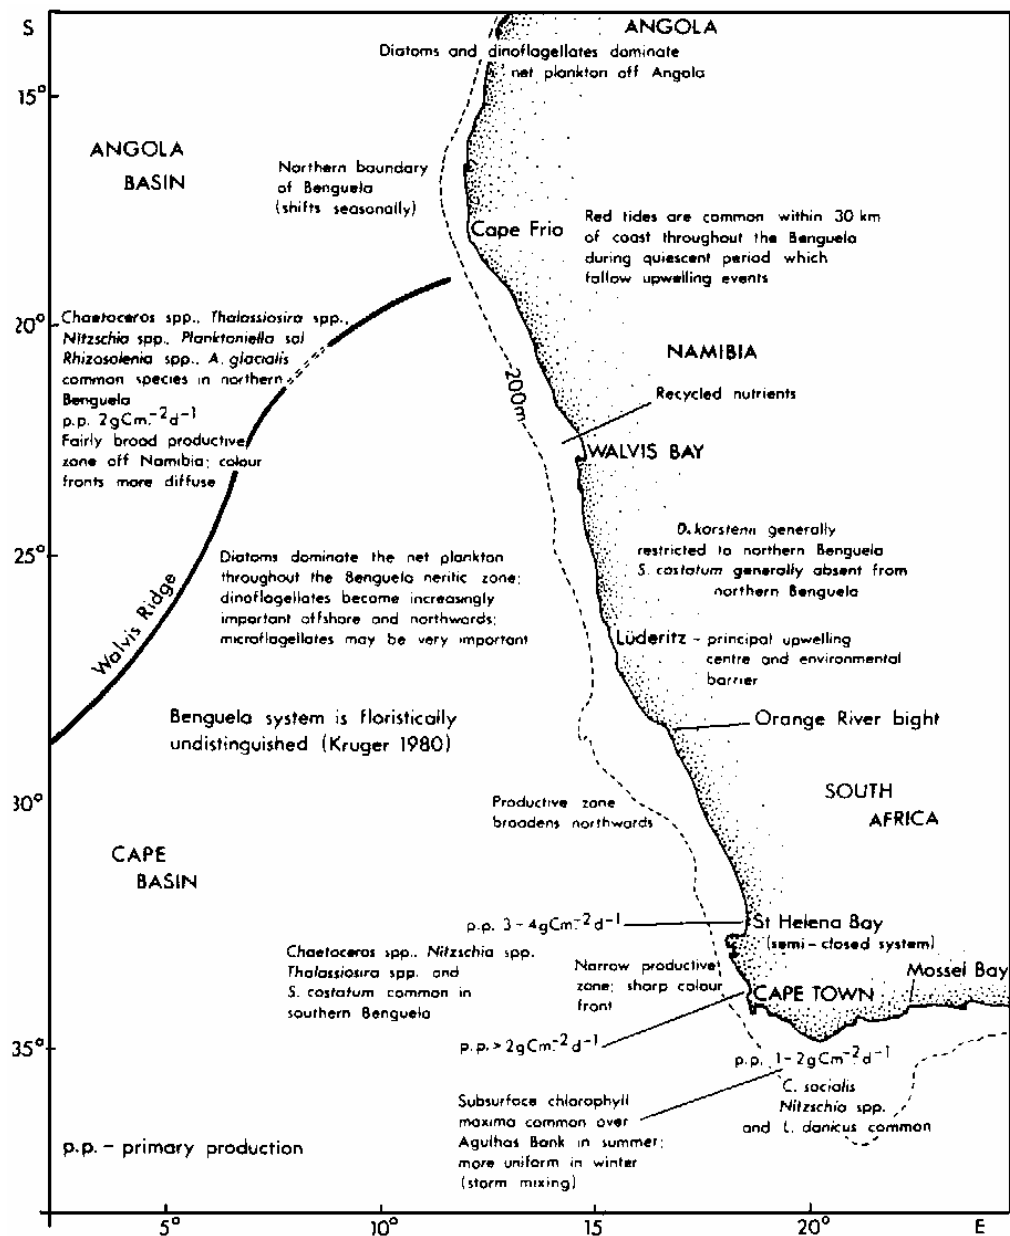 S
ANGOLA
Diatoms and dinoflagellates dominate
net plankton off Angola
15°
ANGOLA
BASIN
Northern boundary
of Benguela
(shifts seasonally)
Cape Frio
Red tides are common within 30 km
of coast throughout the Benguela
during quiescent period which
follow upwelling events
20°
Chaetoceros spp., Thalassiosira spp.,
Nitzschia spp., Planktoniella sol
Rhizosolenia spp., A. glacialis
common species in northern
Benguela
p.p. 2gCm.⁻²d⁻¹
Fairly broad productive
zone off Namibia; colour
fronts more diffuse
NAMIBIA
200m
Recycled nutrients
WALVIS BAY
25°
D. karstenii generally
restricted to northern Benguela
S. costatum generally absent from
northern Benguela
Diatoms dominate the net plankton
throughout the Benguela neritic zone;
dinoflagellates become increasingly
important offshore and northwards;
microflagellates may be very important
Walvis Ridge
Lüderitz - principal upwelling
centre and environmental
barrier
Benguela system is floristically
undistinguished (Kruger 1980)
Orange River bight
30°
Productive zone
broadens northwards
SOUTH
AFRICA
CAPE
BASIN
p.p. 3-4gCm.⁻²d⁻¹
St Helena Bay
(semi-closed system)
Chaetoceros spp., Nitzschia spp.
Thalassiosira spp. and
S. costatum common in
southern Benguela
Narrow productive
zone; sharp colour
front
Mossel Bay
CAPE TOWN
35°
p.p. > 2gCm.⁻²d⁻¹
p.p. 1-2gCm.⁻²d⁻¹
C. socialis
Nitzschia spp.
and L. danicus common
Subsurface chlorophyll
maxima common over
Agulhas Bank in summer;
more uniform in winter
(storm mixing)
p.p. - primary production
5°
10°
15
20°
E